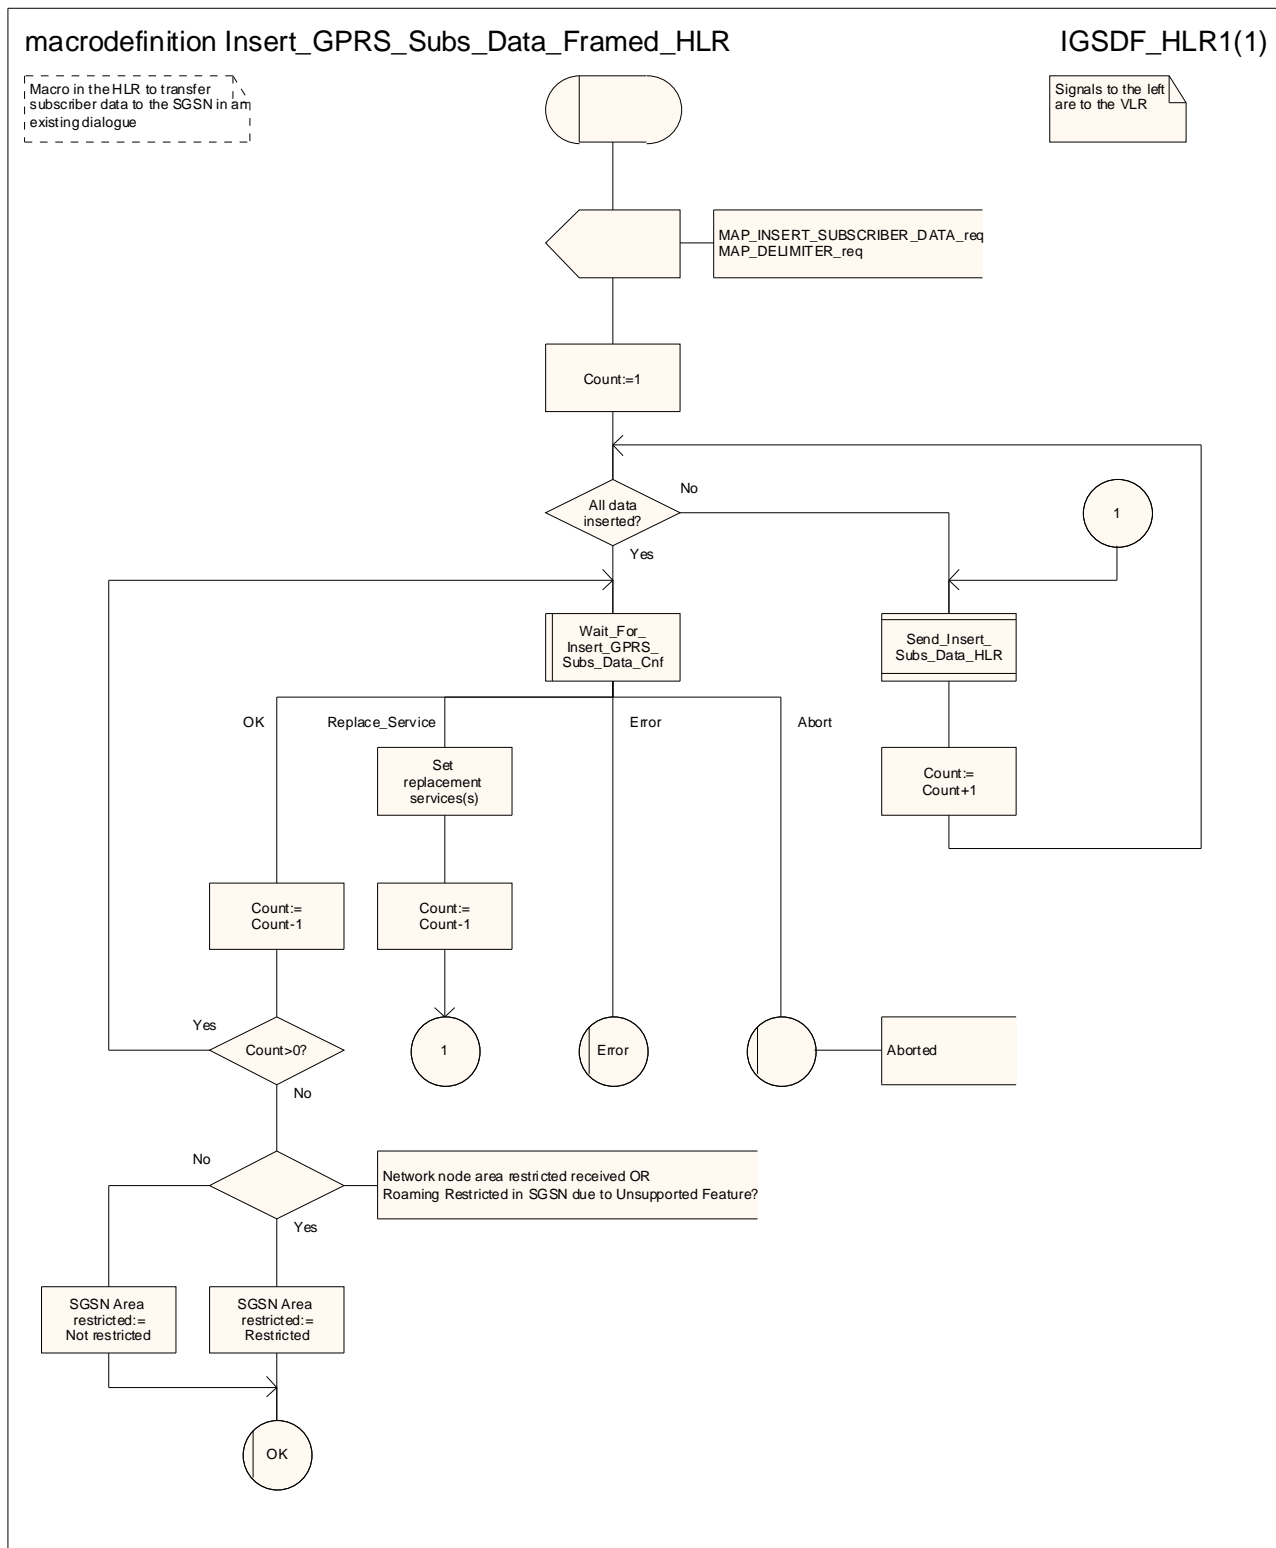 macrodefinition Insert_GPRS_Subs_Data_Framed_HLR
IGSDF_HLR1(1)
Macro in the HLR to transfer
subscriber data to the SGSN in an
existing dialogue
Signals to the left
are to the VLR
MAP_INSERT_SUBSCRIBER_DATA_req
MAP_DELIMITER_req
Count:=1
All data
inserted?
No
Yes
1
Wait_For_
Insert_GPRS_
Subs_Data_Cnf
Send_Insert_
Subs_Data_HLR
OK
Replace_Service
Error
Abort
Set
replacement
services(s)
Count:=
Count+1
Count:=
Count-1
Count:=
Count-1
Yes
Count>0?
1
Error
Aborted
No
No
Network node area restricted received OR
Roaming Restricted in SGSN due to Unsupported Feature?
Yes
SGSN Area
restricted:=
Not restricted
SGSN Area
restricted:=
Restricted
OK